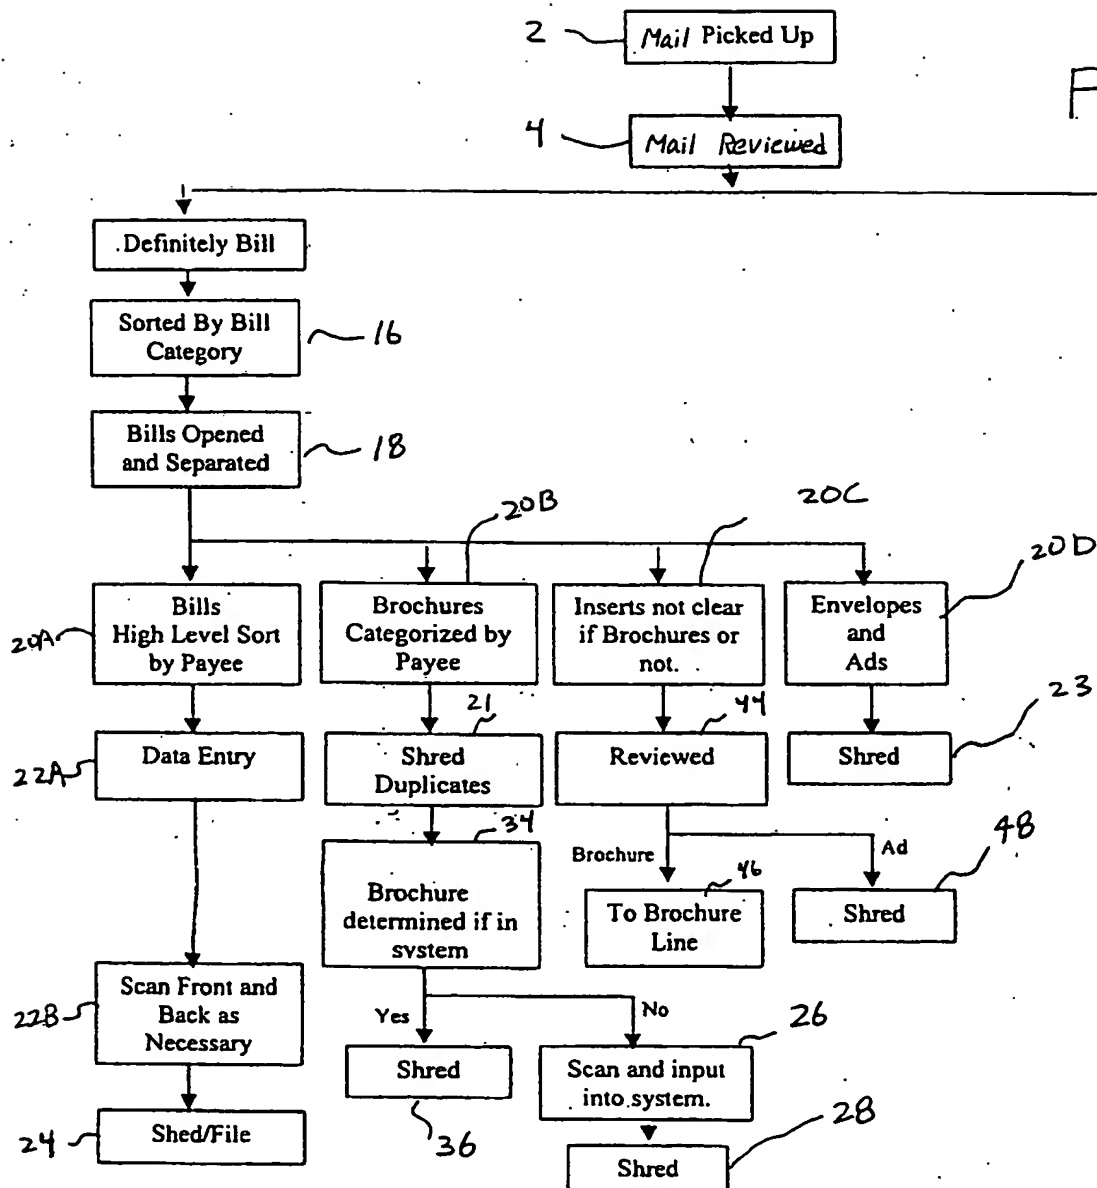 2
Mail Picked Up
F
4
Mail Reviewed
Definitely Bill
Sorted By Bill
Category
16
Bills Opened
and Separated
18
20B
20C
20D
20A
Bills
High Level Sort
by Payee
Brochures
Categorized by
Payee
Inserts not clear
if Brochures or
not.
Envelopes
and
Ads
21
44
23
22A
Data Entry
Shred
Duplicates
Reviewed
Shred
34
Brochure
Ad
48
Brochure
determined if in
system
46
To Brochure
Line
Shred
22B
Scan Front and
Back as
Necessary
Yes
No
26
Shred
36
Scan and input
into system.
24
Shed/File
28
Shred